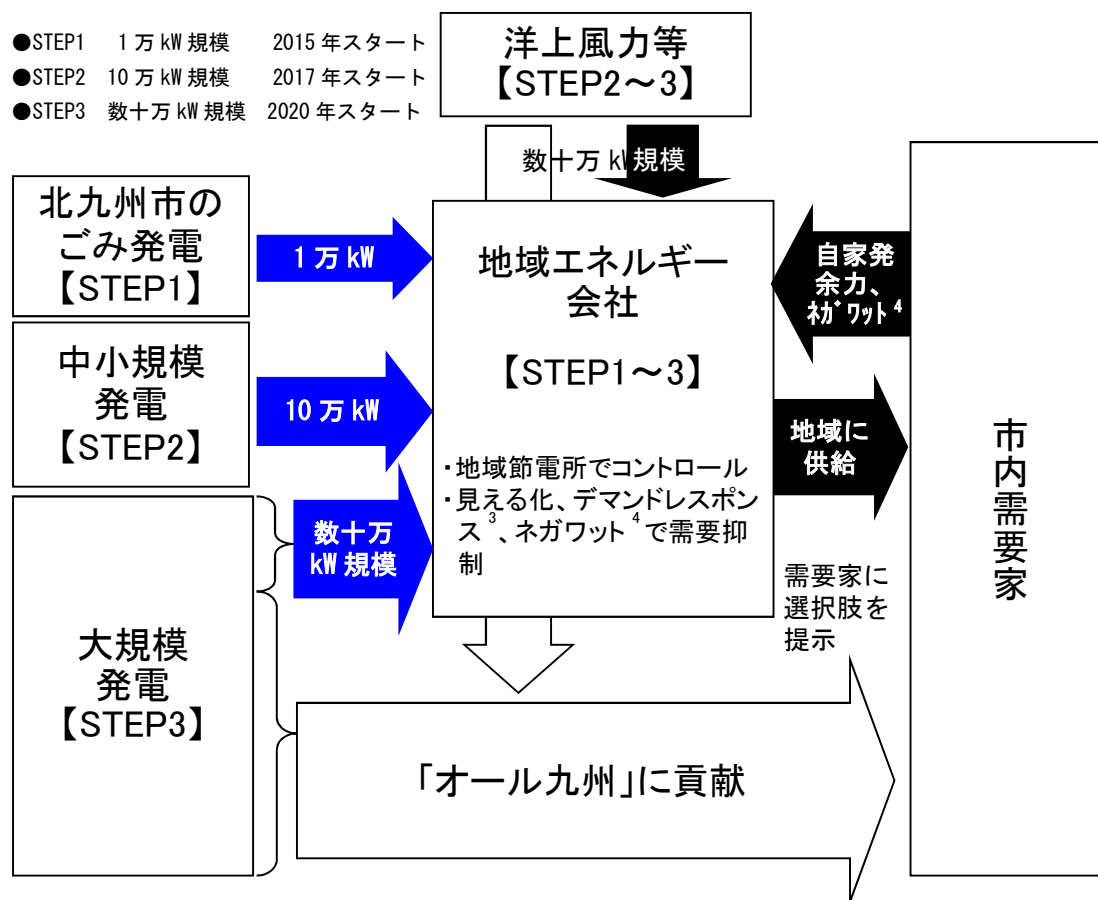 ●STEP1 1万kW規模 2015年スタート
●STEP2 10万kW規模 2017年スタート
●STEP3 数十万kW規模 2020年スタート
洋上風力等
【STEP2～3】
数十万kW規模
北九州市の
ごみ発電
【STEP1】
1万kW
中小規模
発電
【STEP2】
10万kW
大規模
発電
【STEP3】
数十万
kW規模
地域エネルギー
会社
【STEP1～3】
・地域節電所でコントロール
・見える化、デマンドレスポン
ス3、ネガワット4で需要抑
制
自家発
余力、
ﾈｶﾞﾜｯﾄ4
地域に
供給
需要家に
選択肢を
提示
市内需要家
「オール九州」に貢献